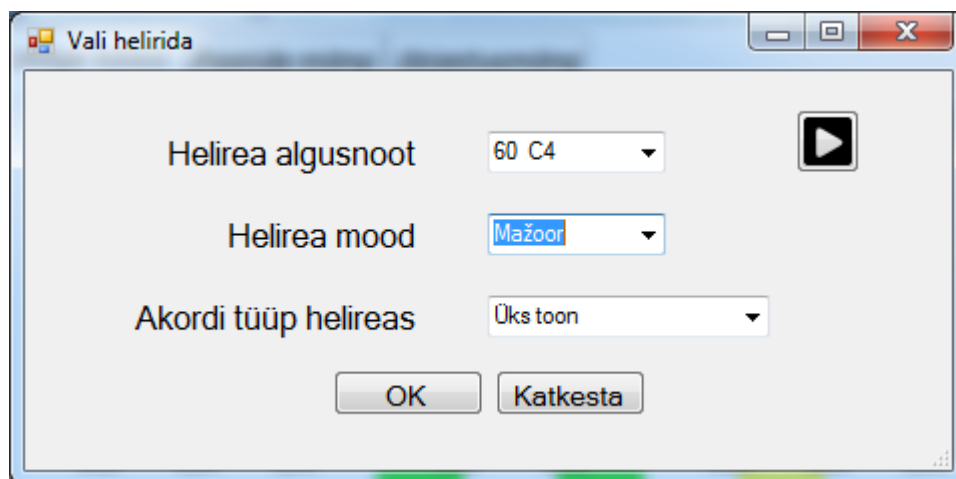 Vali helirida
Helirea algusnoot 60 C4
Helirea mood Mažoor
Akordi tüüp helireas Üks toon
OK Katkesta